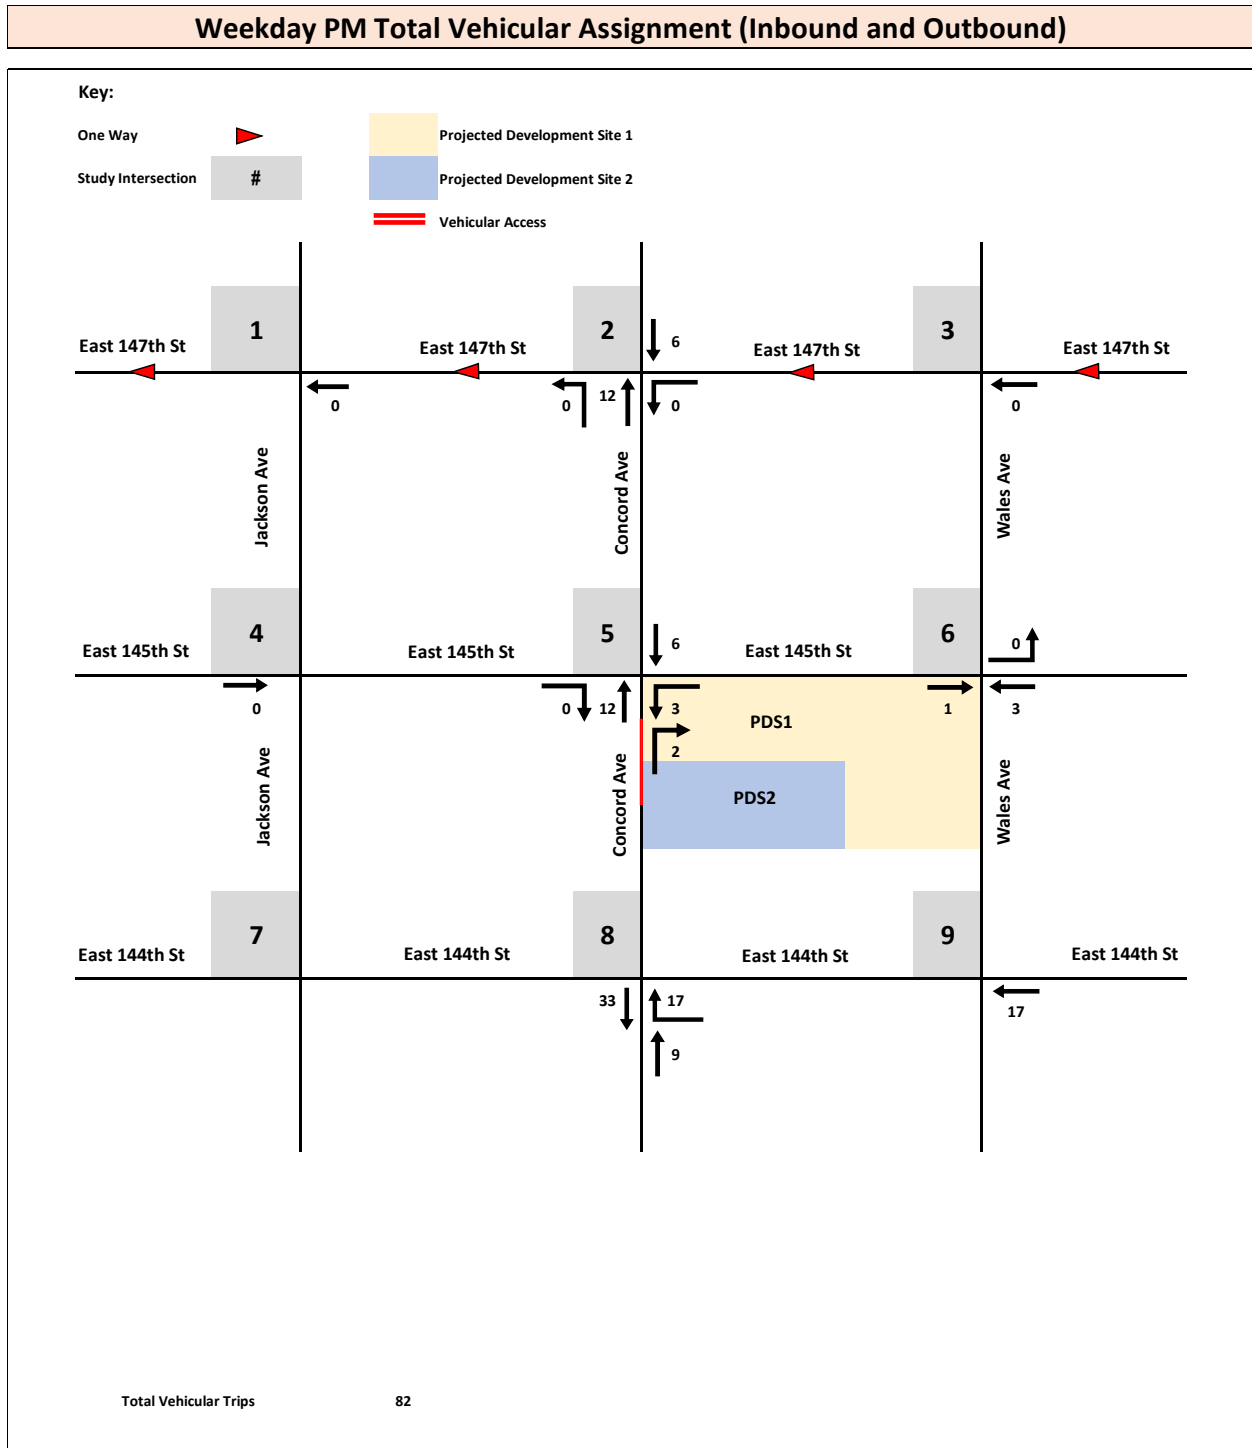 Weekday PM Total Vehicular Assignment (Inbound and Outbound)
Key:
One Way
Projected Development Site 1
Study Intersection # Projected Development Site 2
Vehicular Access
1 2 3
6
East 147th St East 147th St East 147th St East 147th St
0 0 12 0 0
Jackson Ave Concord Ave Wales Ave
4 5 6
6 0
East 145th St East 145th St East 145th St
0 0 12 3 1 3
PDS1
2
Jackson Ave Concord Ave Wales Ave
PDS2
7 8 9
East 144th St East 144th St East 144th St East 144th St
33 17 17
9
Total Vehicular Trips 82